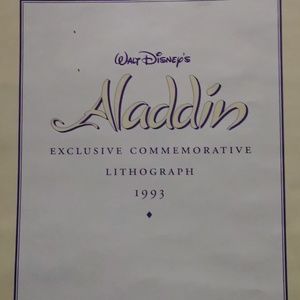 Walt Disney's
Aladdin
EXCLUSIVE COMMEMORATIVE
LITHOGRAPH
1993